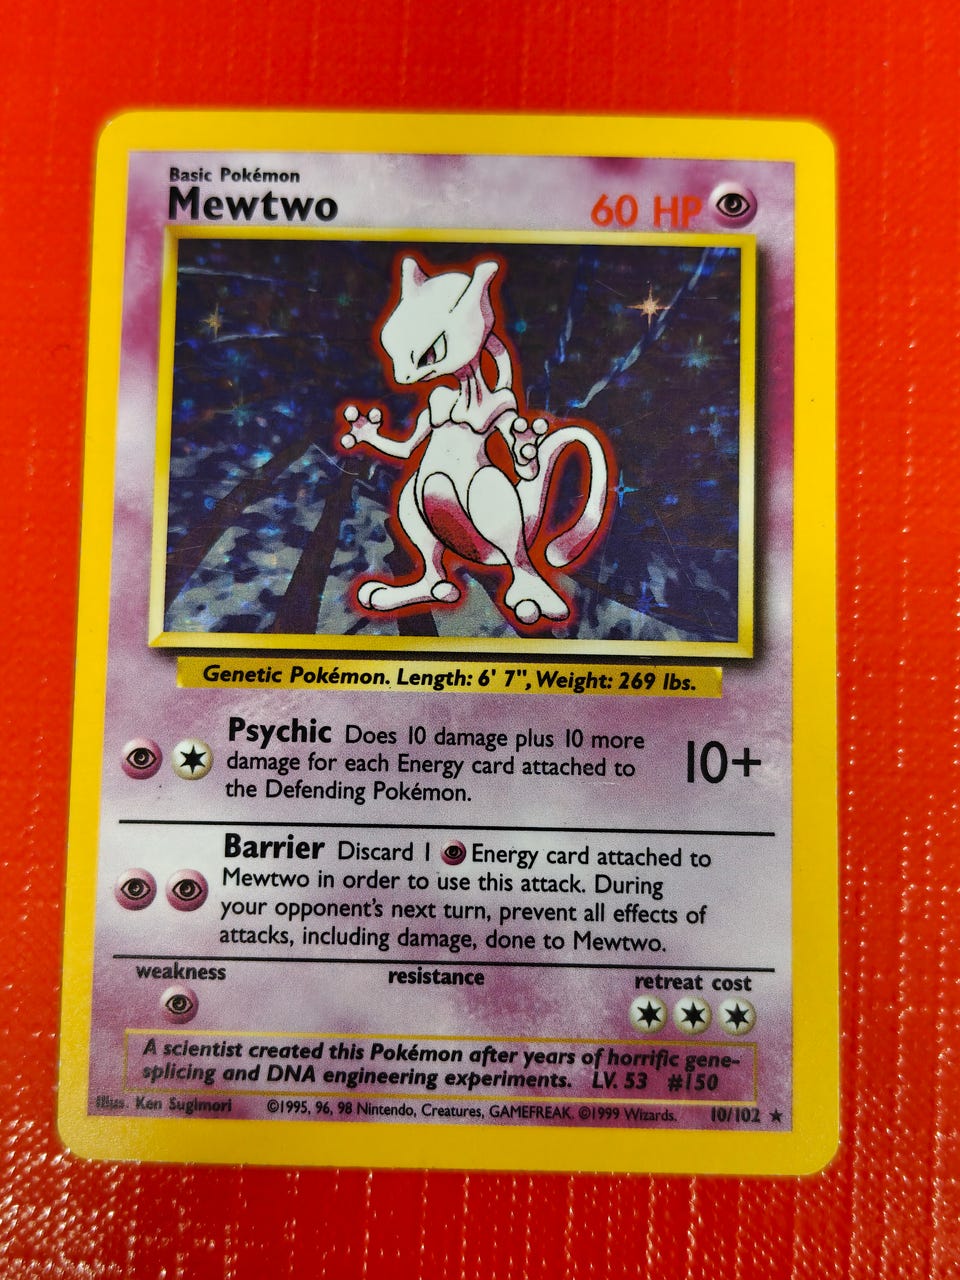 Basic Pokémon
Mewtwo
60 HP
Genetic Pokémon. Length: 6' 7", Weight: 269 lbs.
Psychic Does 10 damage plus 10 more
damage for each Energy card attached to
the Defending Pokémon.
10+
Barrier Discard 1 Energy card attached to
Mewtwo in order to use this attack. During
your opponent's next turn, prevent all effects of
attacks, including damage, done to Mewtwo.
weakness
resistance
retreat cost
A scientist created this Pokémon after years of horrific gene-
splicing and DNA engineering experiments. LV. 53 #150
Illus. Ken Sugimori ©1995, 96, 98 Nintendo, Creatures, GAMEFREAK. ©1999 Wizards. 10/102 ★